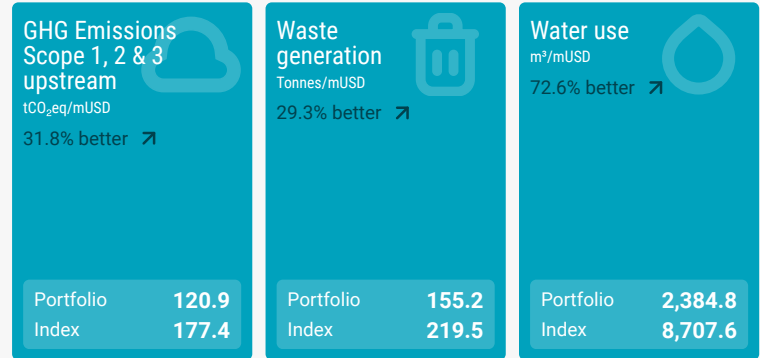 GHG Emissions
Scope 1, 2 & 3
upstream
tCO₂eq/mUSD
31.8% better
Portfolio 120.9
Index 177.4
Waste
generation
Tonnes/mUSD
29.3% better
Portfolio 155.2
Index 219.5
Water use
m³/mUSD
72.6% better
Portfolio 2,384.8
Index 8,707.6